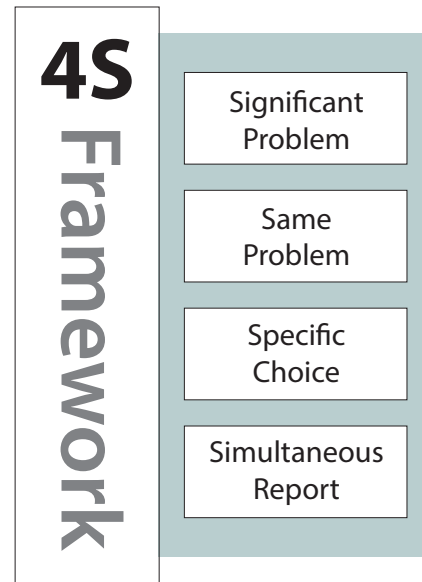 4S
Framework
Significant
Problem
Same
Problem
Specific
Choice
Simultaneous
Report